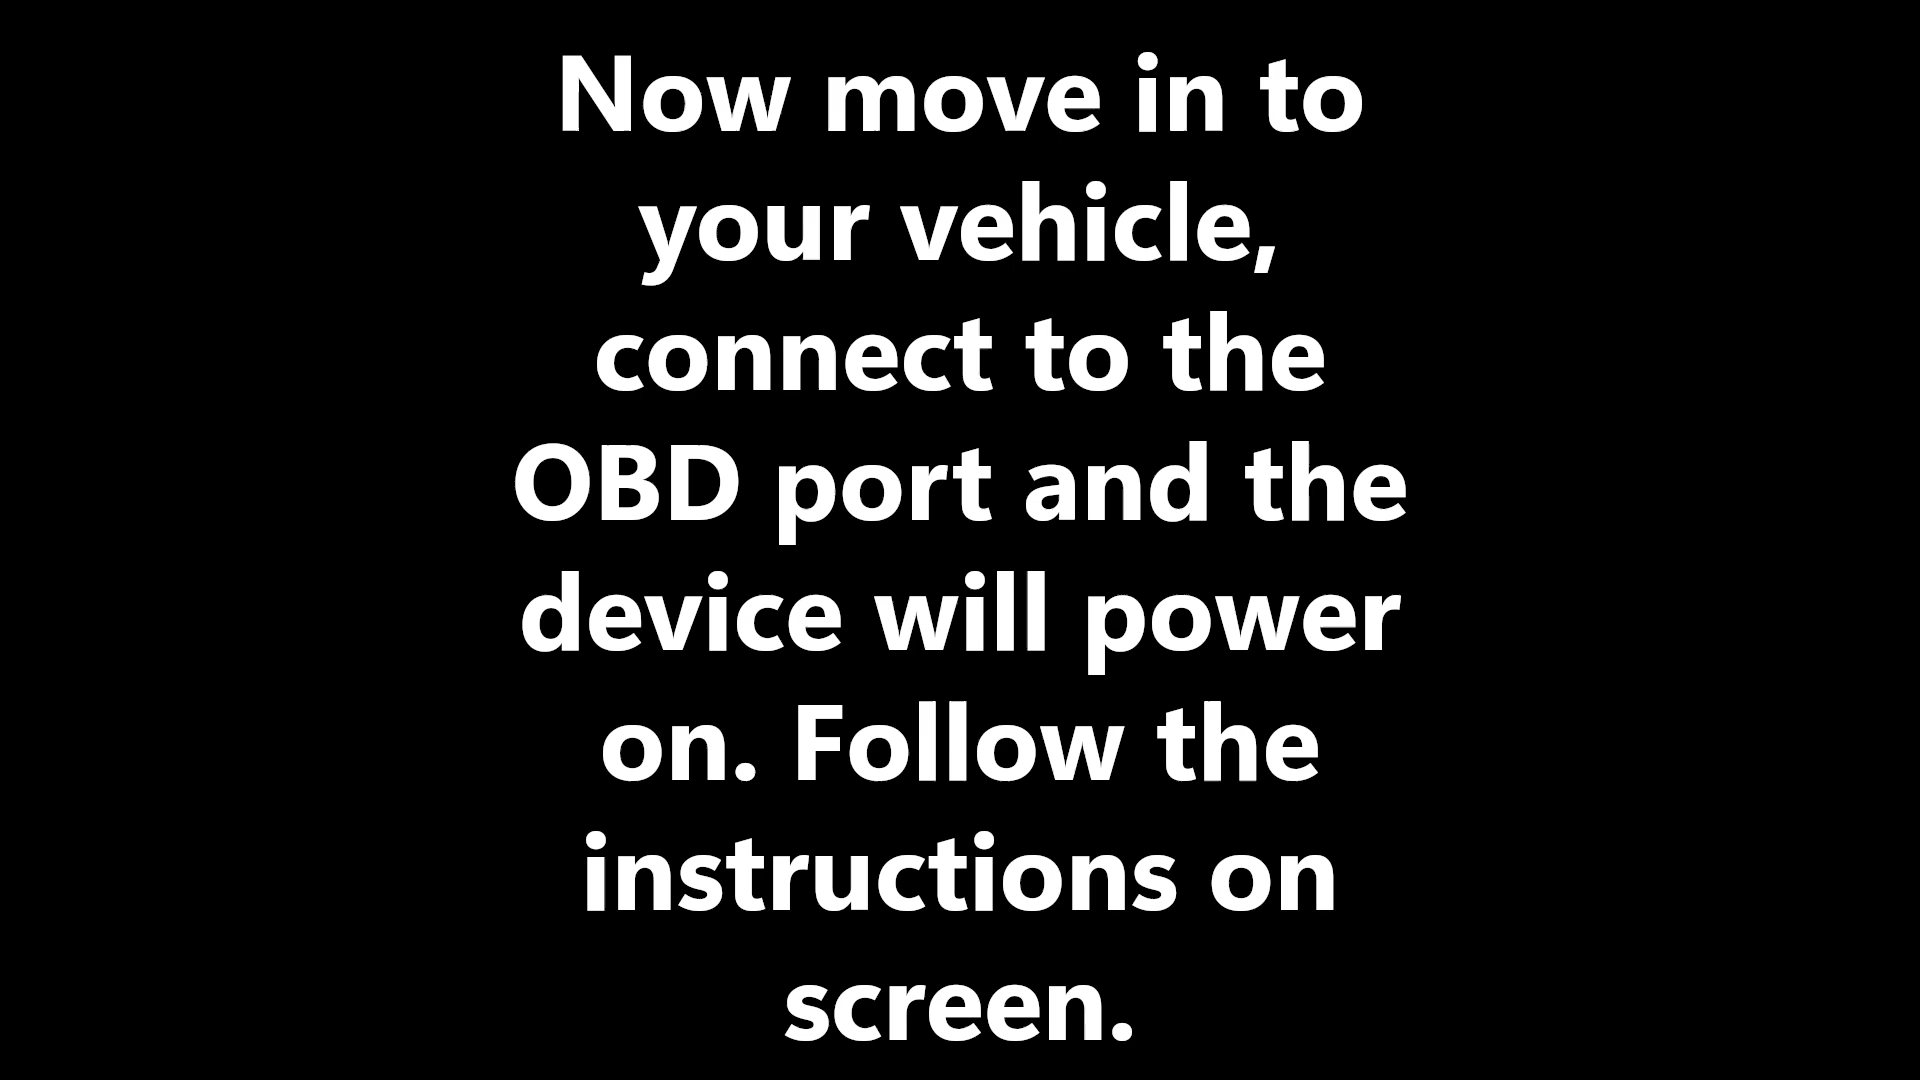 Now move in to
your vehicle,
connect to the
OBD port and the
device will power
on. Follow the
instructions on
screen.